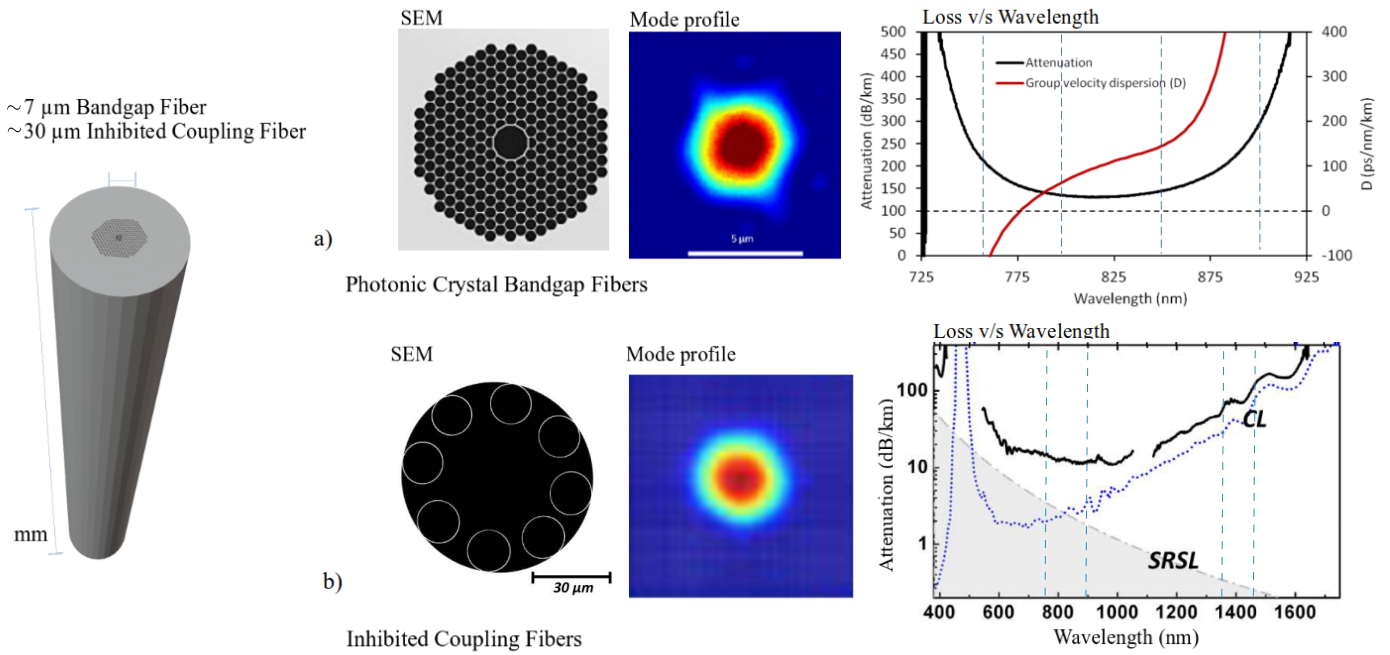 ~ 7 µm Bandgap Fiber
~ 30 µm Inhibited Coupling Fiber
mm
a)
SEM
Mode profile
5 µm
Photonic Crystal Bandgap Fibers
Loss v/s Wavelength
Attenuation
Group velocity dispersion (D)
Attenuation (dB/km)
500
450
400
350
300
250
200
150
100
50
0
400
300
200
100
0
-100
D (ps/nm/km)
725 775 825 875 925
Wavelength (nm)
b)
SEM
Mode profile
30 µm
Inhibited Coupling Fibers
Loss v/s Wavelength
Attenuation (dB/km)
100
10
1
CL
SRSL
400 600 800 1000 1200 1400 1600
Wavelength (nm)